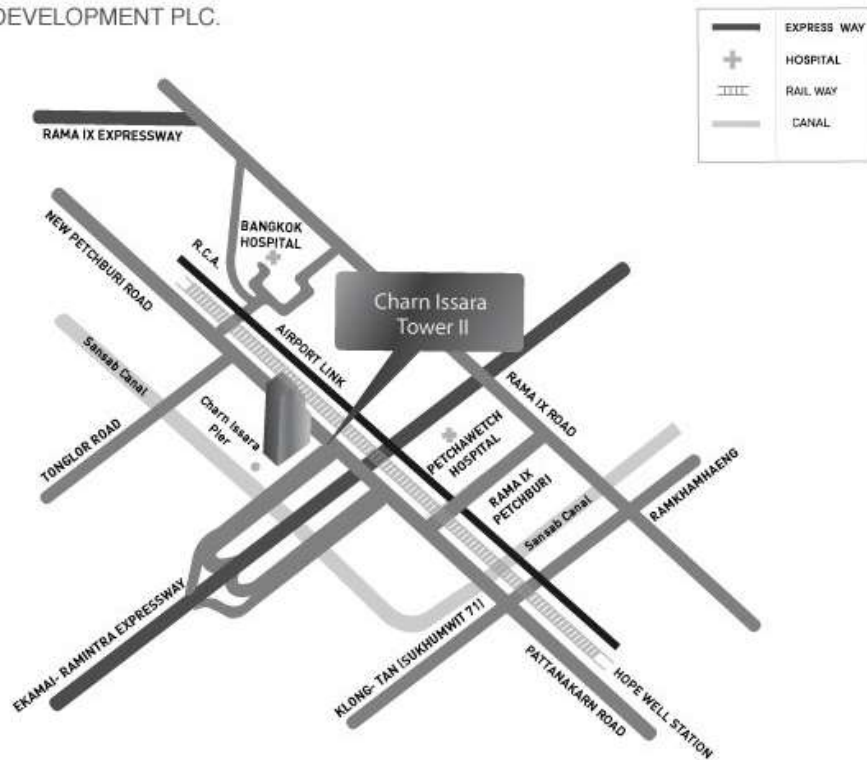 DEVELOPMENT PLC.
EXPRESS WAY
HOSPITAL
RAIL WAY
CANAL
RAMA IX EXPRESSWAY
NEW PETCHBURI ROAD
R.C.A.
BANGKOK
HOSPITAL
Charn Issara
Tower II
AIRPORT LINK
Sansab Canal
TONGLOR ROAD
Charn Issara
Pier
RAMA IX ROAD
PETCHAWETCH
HOSPITAL
RAMA IX
PETCHBURI
Sansab Canal
RAMKHAMHAENG
EKAMAI- RAMINTRA EXPRESSWAY
KLONG- TAN (SUKHUMWIT 71)
PATTANAKARN ROAD
HOPE WELL STATION